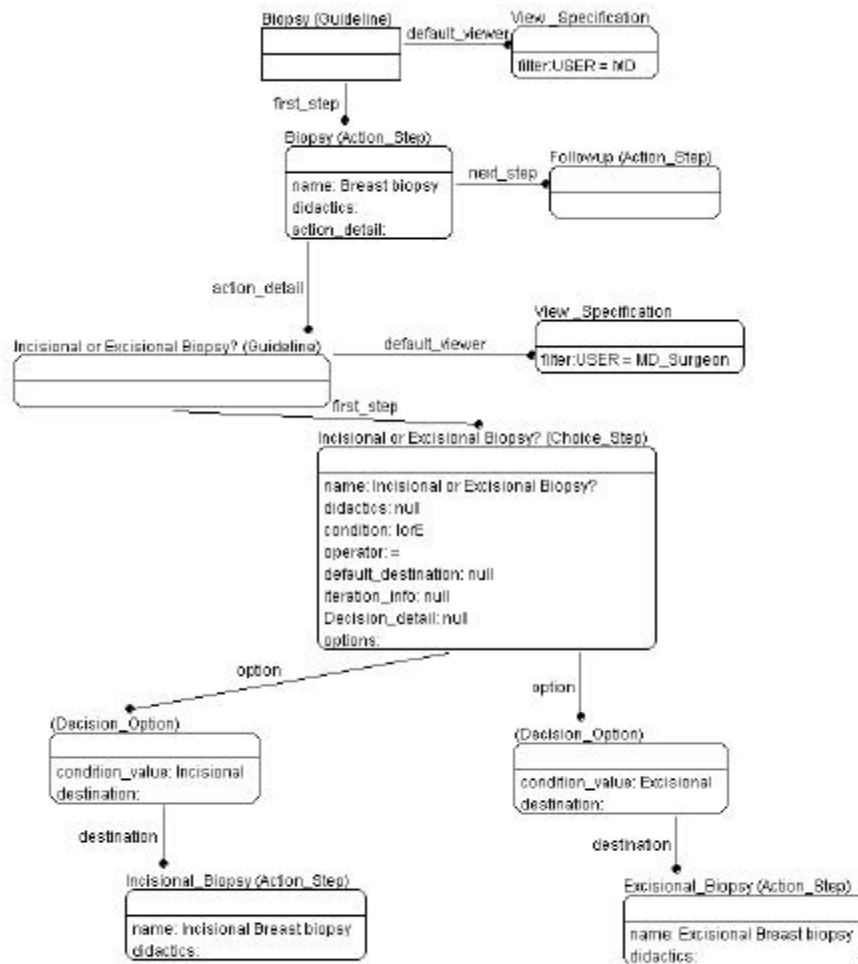 Biopsy (Guideline)
default_viewer
View _Specification
filter:USER = MD
first_step
Biopsy (Action_Step)
name: Breast biopsy
didactics:
action_detail:
next_step
Followup (Action_Step)
action_detail
Incisional or Excisional Biopsy? (Guideline)
default_viewer
View _Specification
filter:USER = MD_Surgeon
first_step
Incisional or Excisional Biopsy? (Choice_Step)
name: Incisional or Excisional Biopsy?
didactics: null
condition: IorE
operator: =
default_destination: null
iteration_info: null
Decision_detail: null
options:
option
option
(Decision_Option)
condition_value: Incisional
destination:
(Decision_Option)
condition_value: Excisional
destination:
destination
destination
Incisional_Biopsy (Action_Step)
name: Incisional Breast biopsy
didactics:
Excisional_Biopsy (Action_Step)
name: Excisional Breast biopsy
didactics: